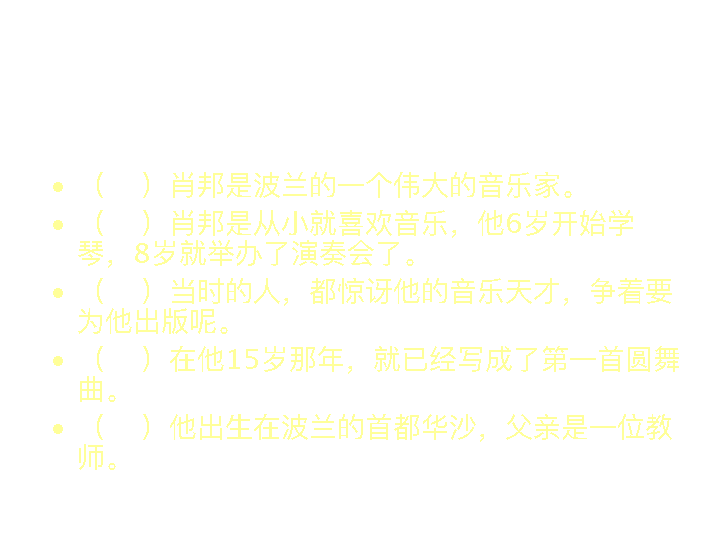 • （　）肖邦是波兰的一个伟大的音乐家。
• （　）肖邦是从小就喜欢音乐，他6岁开始学
琴，8岁就举办了演奏会了。
• （　）当时的人，都惊讶他的音乐天才，争着要
为他出版呢。
• （　）在他15岁那年，就已经写成了第一首圆舞
曲。
• （　）他出生在波兰的首都华沙，父亲是一位教
师。